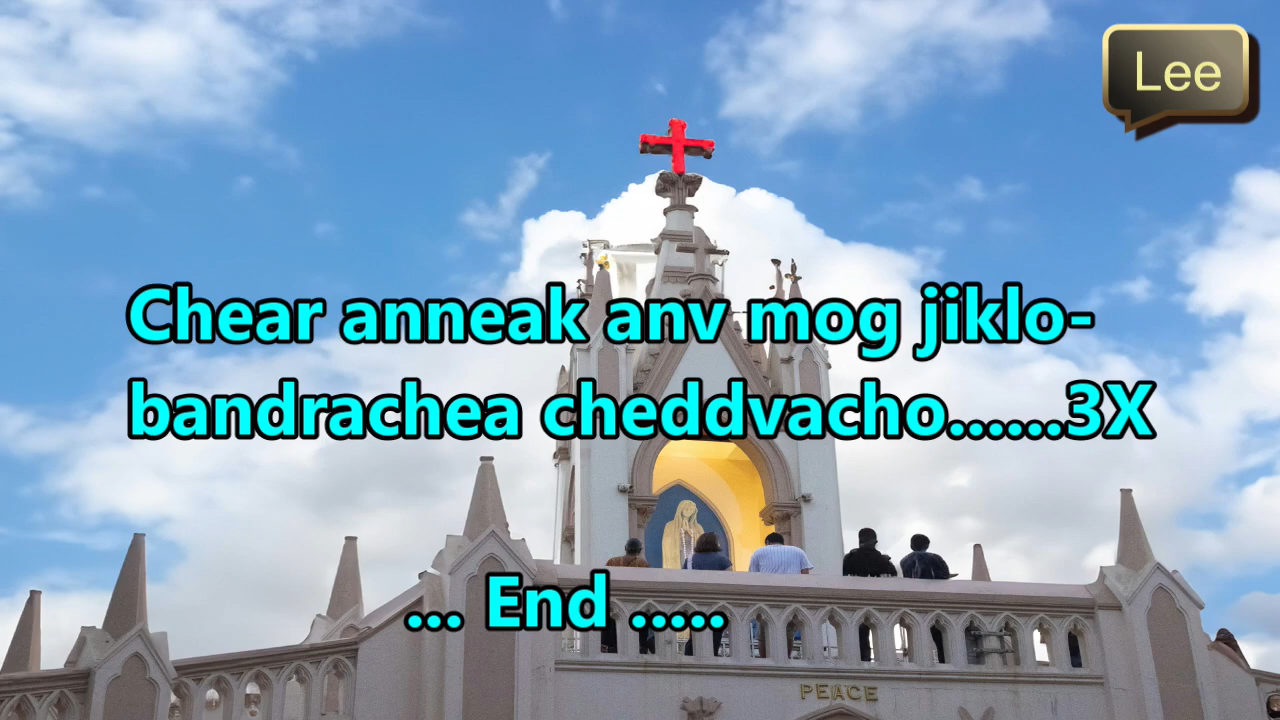 Lee
Chear anneak anv mog jiklo-
bandrachea cheddvacho......3X
... End .....
PEACE